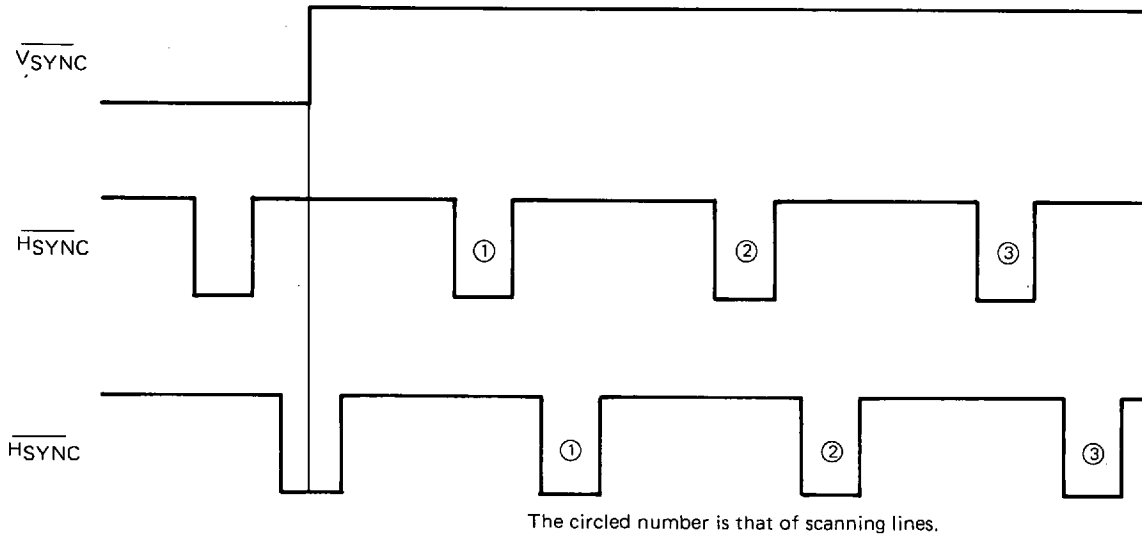 VSYNC
HSYNC
① ② ③
HSYNC
① ② ③
The circled number is that of scanning lines.